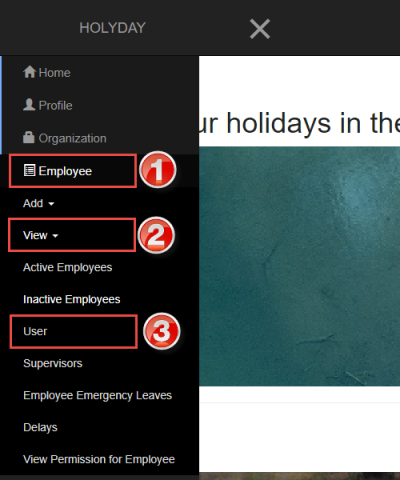 HOLYDAY
Home
Profile
Organization
ur holidays in the
Employee
1
Add
View
2
Active Employees
Inactive Employees
User
3
Supervisors
Employee Emergency Leaves
Delays
View Permission for Employee